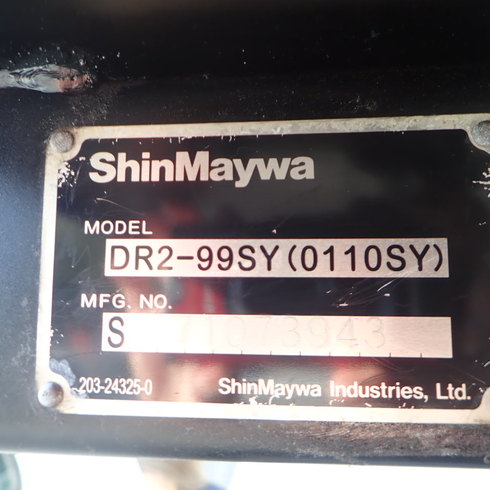 ShinMaywa
MODEL
DR2-99SY(0110SY)
MFG. NO.
S
203-24325-0 ShinMaywa Industries, Ltd.